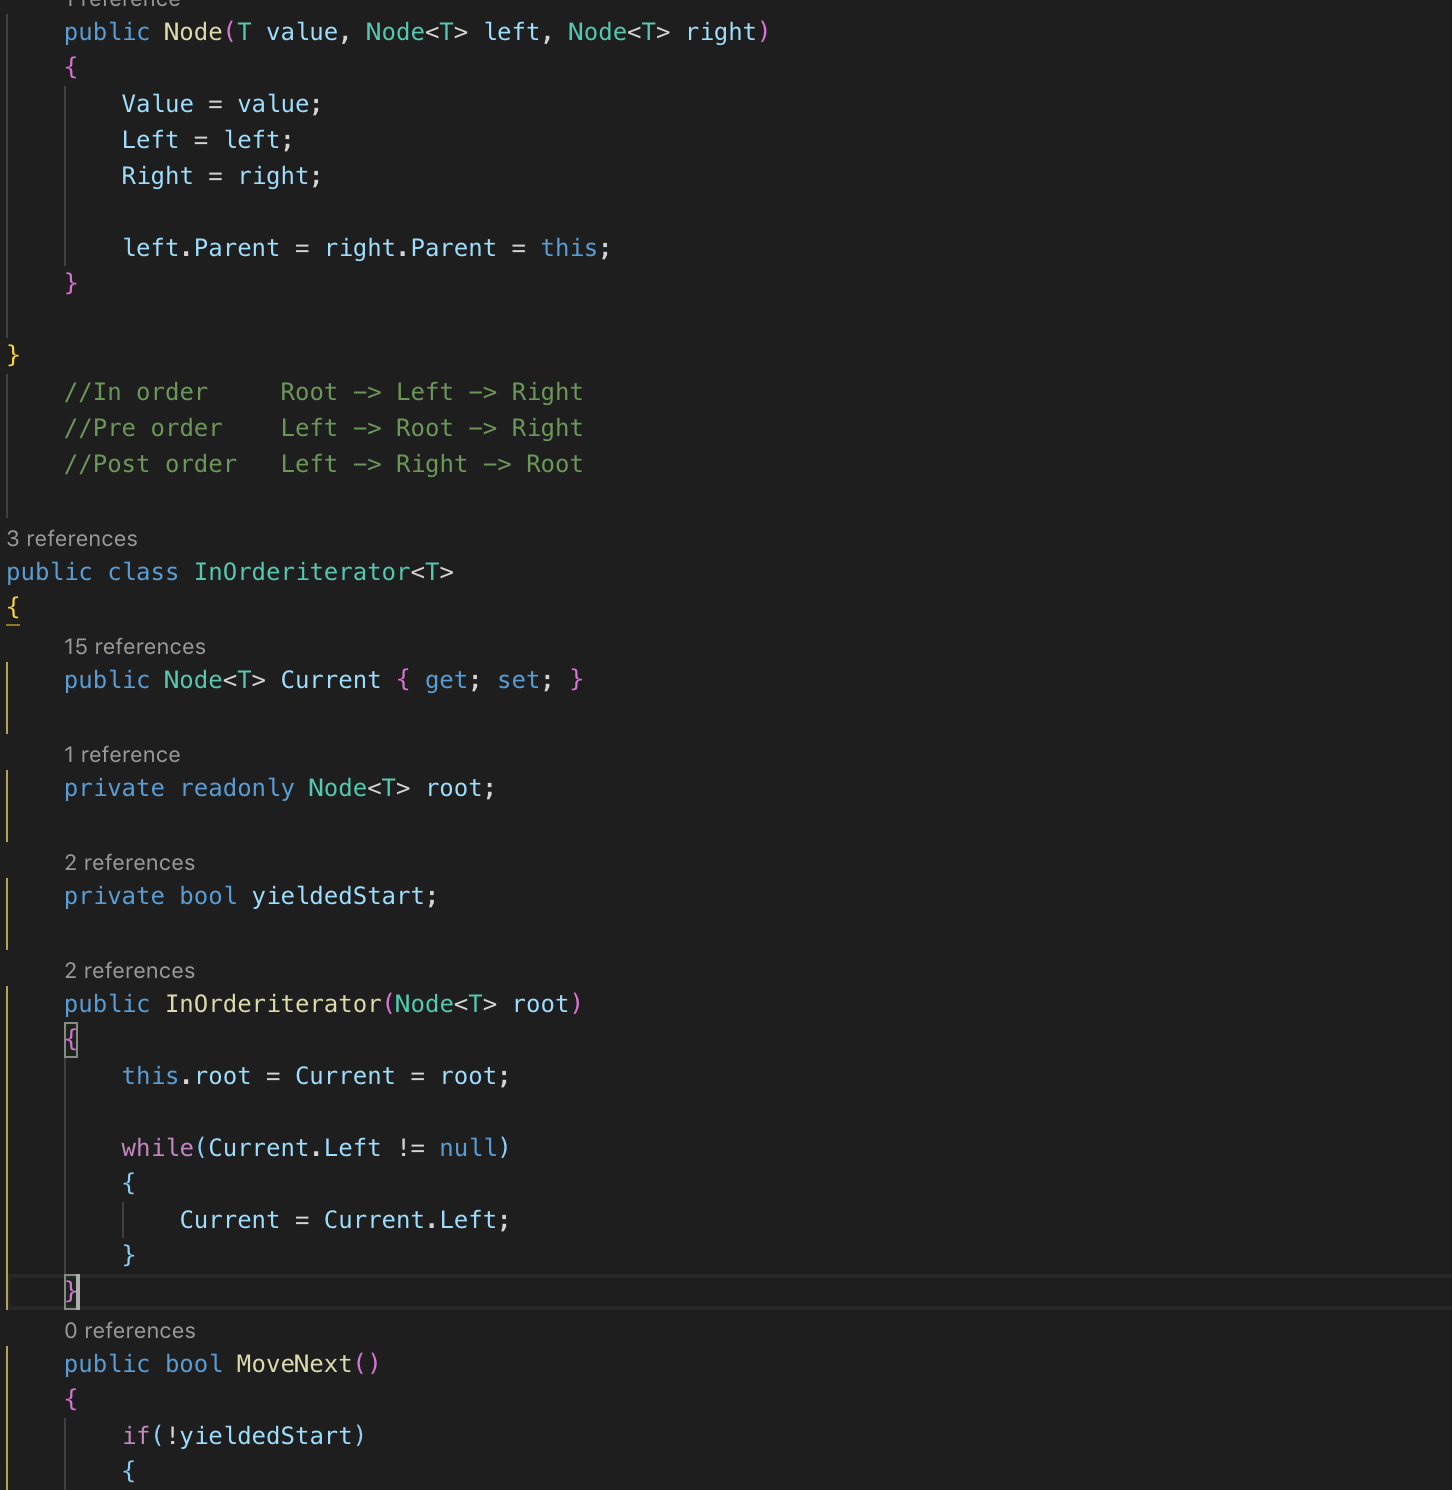 1 reference
public Node(T value, Node<T> left, Node<T> right)
{
Value = value;
Left = left;
Right = right;
left.Parent = right.Parent = this;
}
}
//In order     Root -> Left -> Right
//Pre order    Left -> Root -> Right
//Post order   Left -> Right -> Root
3 references
public class InOrderiterator<T>
{
15 references
public Node<T> Current { get; set; }
1 reference
private readonly Node<T> root;
2 references
private bool yieldedStart;
2 references
public InOrderiterator(Node<T> root)
{
this.root = Current = root;
while(Current.Left != null)
{
Current = Current.Left;
}
}
0 references
public bool MoveNext()
{
if(!yieldedStart)
{